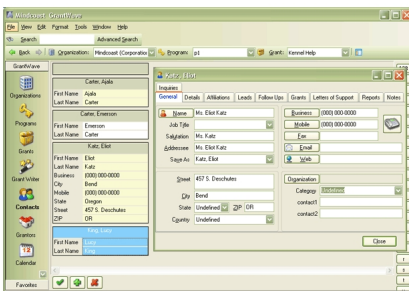 Mindcoast GrantWave
File View Edit Format Tools Window Help
Search Advanced Search
Back Organization: Mindcoast (Corporation Program: p1 Grant: Kennel Help
GrantWave
Organizations
Programs
Grants
Grant Writer
Contacts
Grantors
12
Calendar
Favorites
Carter, Ajala
First Name Ajala
Last Name Carter
Carter, Emerson
First Name Emerson
Last Name Carter
Katz, Eliot
First Name Eliot
Last Name Katz
Business (000) 000-0000
City Bend
Mobile (000) 000-0000
State Oregon
Street 457 S. Deschutes
ZIP OR
King, Lucy
First Name Lucy
Last Name King
Katz, Eliot
Inquiries
General Details Affiliations Leads Follow Ups Grants Letters of Support Reports Notes
Name Ms. Eliot Katz
Job Title
Salutation Ms. Katz
Addressee Ms. Eliot Katz
Save As Katz, Eliot
Business (000) 000-0000
Mobile (000) 000-0000
Fax
Email
Web
Street 457 S. Deschutes
City Bend
State Undefined ZIP OR
Country Undefined
Organization
Category Undefined
contact1
contact2
Close